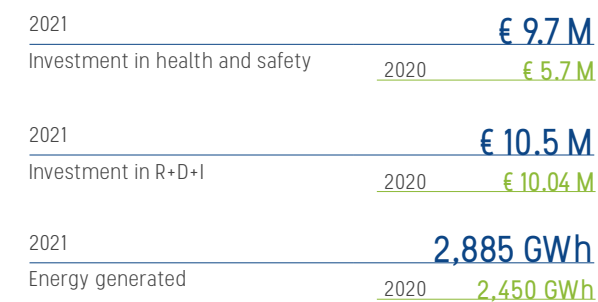 2021 € 9.7 M
Investment in health and safety 2020 € 5.7 M
2021 € 10.5 M
Investment in R+D+I 2020 € 10.04 M
2021 2,885 GWh
Energy generated 2020 2,450 GWh